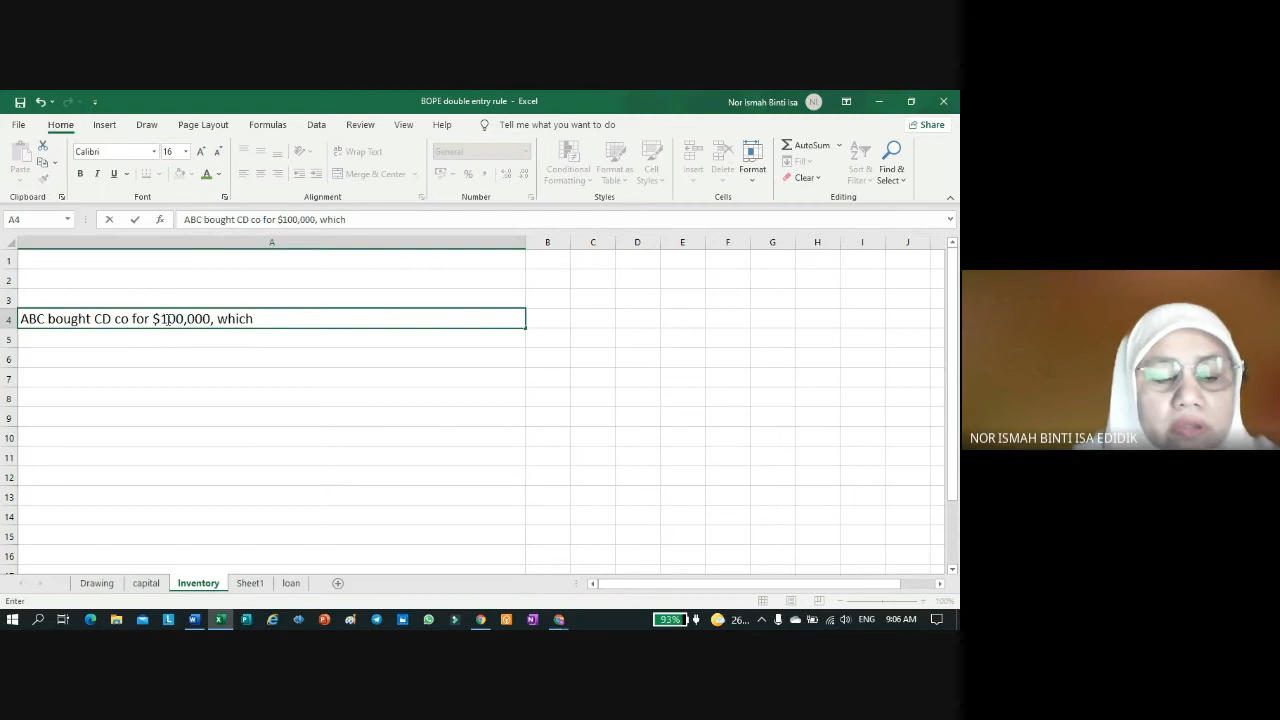 BOPE double entry rule - Excel
Nor Ismah Binti Isa
NI
File Home Insert Draw Page Layout Formulas Data Review View Help Tell me what you want to do
Share
Paste
Calibri 16
B I U
Wrap Text
Merge & Center
General
Conditional Formatting
Format as Table
Cell Styles
Insert Delete Format
AutoSum
Fill
Clear
Sort & Filter
Find & Select
Clipboard Font Alignment Number Styles Cells Editing
A4 ABC bought CD co for $100,000, which
A B C D E F G H I J
1
2
3
4 ABC bought CD co for $100,000, which
5
6
7
8
9
10
11
12
13
14
15
16
Drawing capital Inventory Sheet1 loan
Enter
100%
93% 26... ENG 9:06 AM
NOR ISMAH BINTI ISA EDIDIK